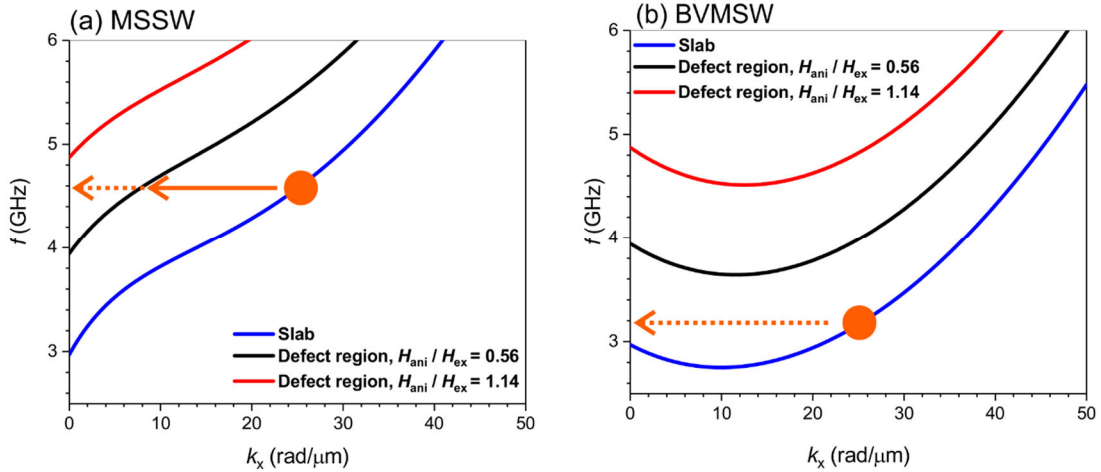 (a) MSSW
6
5
4
3
f (GHz)
Slab
Defect region, Hani / Hex = 0.56
Defect region, Hani / Hex = 1.14
0 10 20 30 40 50
kx (rad/μm)
(b) BVMSW
6
5
4
3
f (GHz)
Slab
Defect region, Hani / Hex = 0.56
Defect region, Hani / Hex = 1.14
0 10 20 30 40 50
kx (rad/μm)